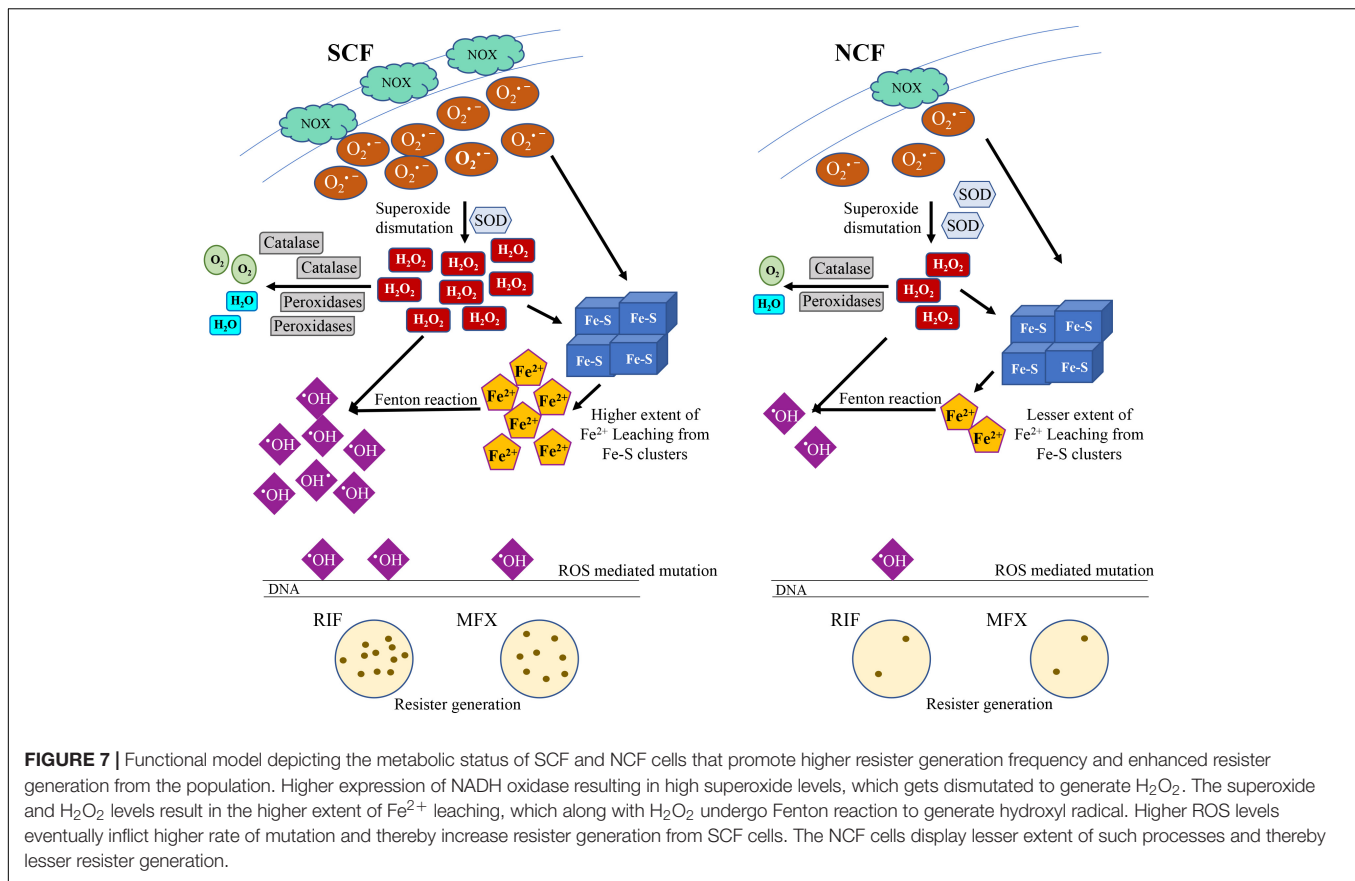 SCF
NOX
NOX
NOX
O₂•−
O₂•−
O₂•−
O₂•−
O₂•−
O₂•−
O₂•−
O₂•−
O₂•−
Superoxide
dismutation
SOD
Catalase
Catalase
Peroxidases
Peroxidases
O₂
O₂
H₂O
H₂O
H₂O₂
H₂O₂
H₂O₂
H₂O₂
H₂O₂
H₂O₂
H₂O₂
H₂O₂
H₂O₂
Fe-S
Fe-S
Fe-S
Fe-S
Fe²⁺
Fe²⁺
Fe²⁺
Fe²⁺
Fe²⁺
Fe²⁺
Fenton reaction
Higher extent of
Fe²⁺ Leaching from
Fe-S clusters
•OH
•OH
•OH
•OH
•OH
OH•
•OH
•OH
•OH
•OH
•OH
ROS mediated mutation
DNA
RIF
MFX
Resister generation
NCF
NOX
O₂•−
O₂•−
O₂•−
Superoxide
dismutation
SOD
SOD
Catalase
Peroxidases
O₂
H₂O
H₂O₂
H₂O₂
H₂O₂
Fe-S
Fe-S
Fe-S
Fe-S
Fe²⁺
Fe²⁺
Fenton reaction
Lesser extent of
Fe²⁺ Leaching from
Fe-S clusters
•OH
•OH
•OH
ROS mediated mutation
DNA
RIF
MFX
Resister generation
FIGURE 7 | Functional model depicting the metabolic status of SCF and NCF cells that promote higher resister generation frequency and enhanced resister
generation from the population. Higher expression of NADH oxidase resulting in high superoxide levels, which gets dismutated to generate H₂O₂. The superoxide
and H₂O₂ levels result in the higher extent of Fe²⁺ leaching, which along with H₂O₂ undergo Fenton reaction to generate hydroxyl radical. Higher ROS levels
eventually inflict higher rate of mutation and thereby increase resister generation from SCF cells. The NCF cells display lesser extent of such processes and thereby
lesser resister generation.